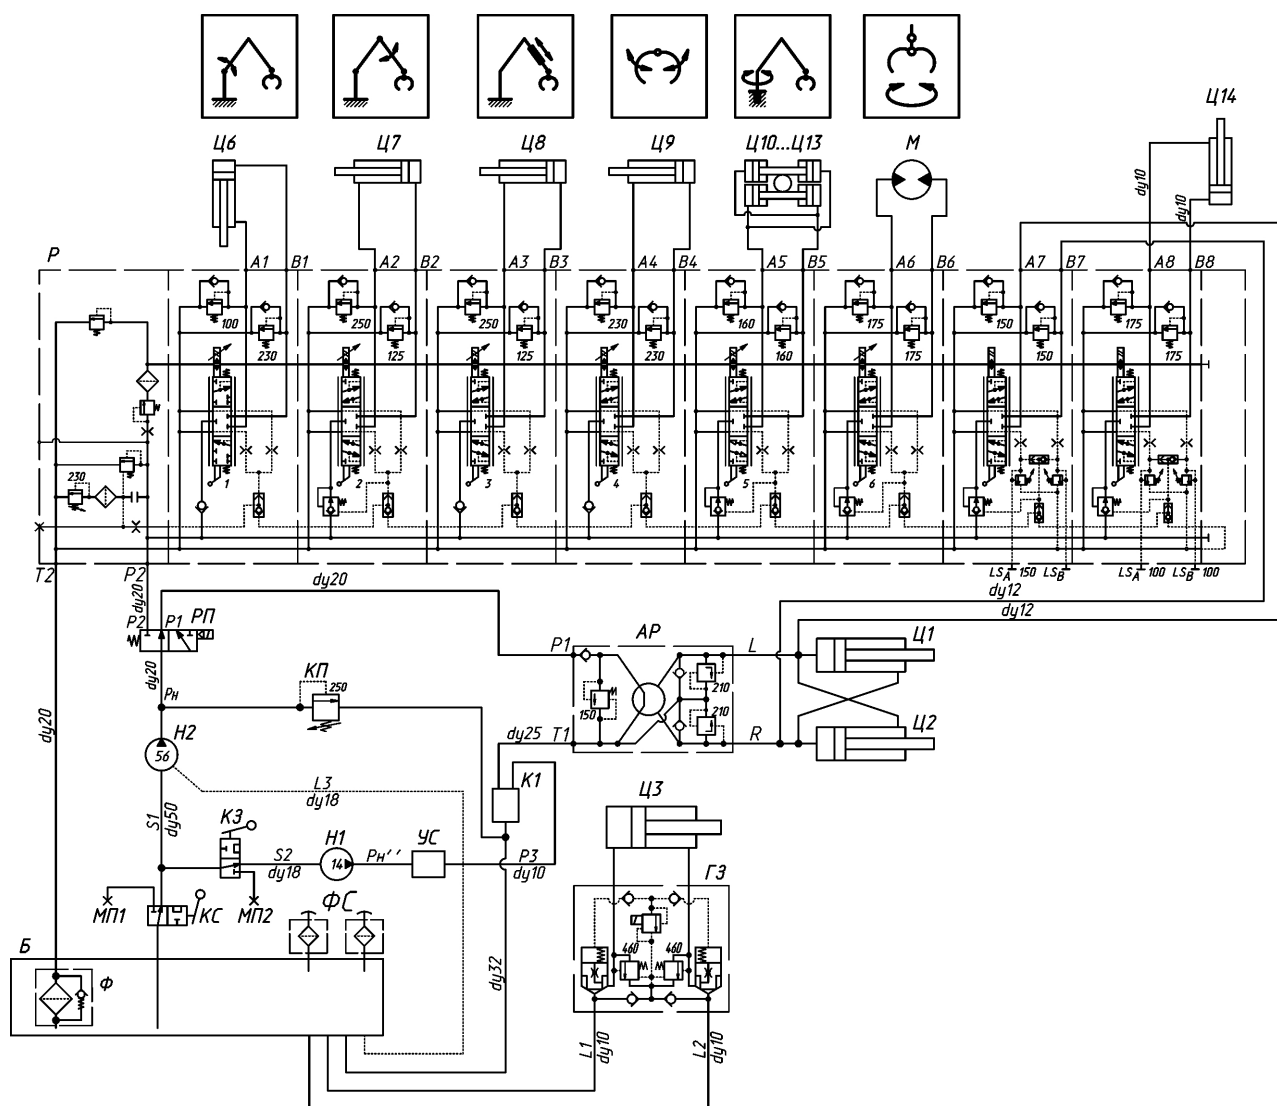 Ц14
Ц6 Ц7 Ц8 Ц9 Ц10...Ц13 М
dy10
dy10
Р
А1 В1 А2 В2 А3 В3 А4 В4 А5 В5 А6 В6 А7 В7 А8 В8
100 250 250 230 160 175 150 175
230 125 125 230 160 175 150 175
230 1 2 3 4 5 6
Т2 Р2 dy20 LSA 150 LSB LSA 100 LSB 100
dy20
dy12
dy12
Р2 Р1 РП
АР
Р1 L Ц1
dy20
КП
Рн 250
210
150 210
dy20
Н2
dy25 Т1 R Ц2
56
L3
dy18
К1
Ц3
S1
dy50
К3
S2
dy18
Н1
14
Рн′′
УС
Р3
dy10
ГЗ
МП1 КС МП2
ФС
Б
460 460
dy32
Ф
L1
dy10
L2
dy10